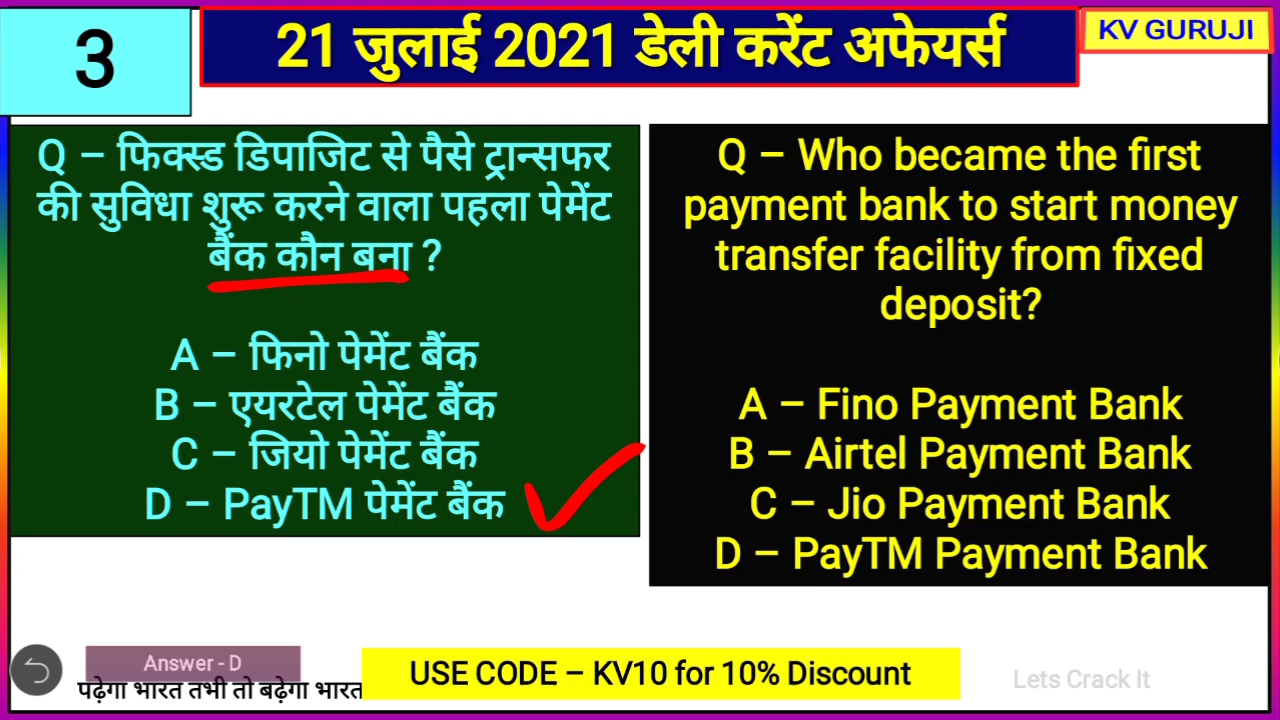 3
21 जुलाई 2021 डेली करेंट अफेयर्स
KV GURUJI
Q – फिक्स्ड डिपाजिट से पैसे ट्रान्सफर
की सुविधा शुरू करने वाला पहला पेमेंट
बैंक कौन बना ?
A – फिनो पेमेंट बैंक
B – एयरटेल पेमेंट बैंक
C – जियो पेमेंट बैंक
D – PayTM पेमेंट बैंक
Q – Who became the first
payment bank to start money
transfer facility from fixed
deposit?
A – Fino Payment Bank
B – Airtel Payment Bank
C – Jio Payment Bank
D – PayTM Payment Bank
Answer - D
पढ़ेगा भारत तभी तो बढ़ेगा भारत
USE CODE – KV10 for 10% Discount
Lets Crack It